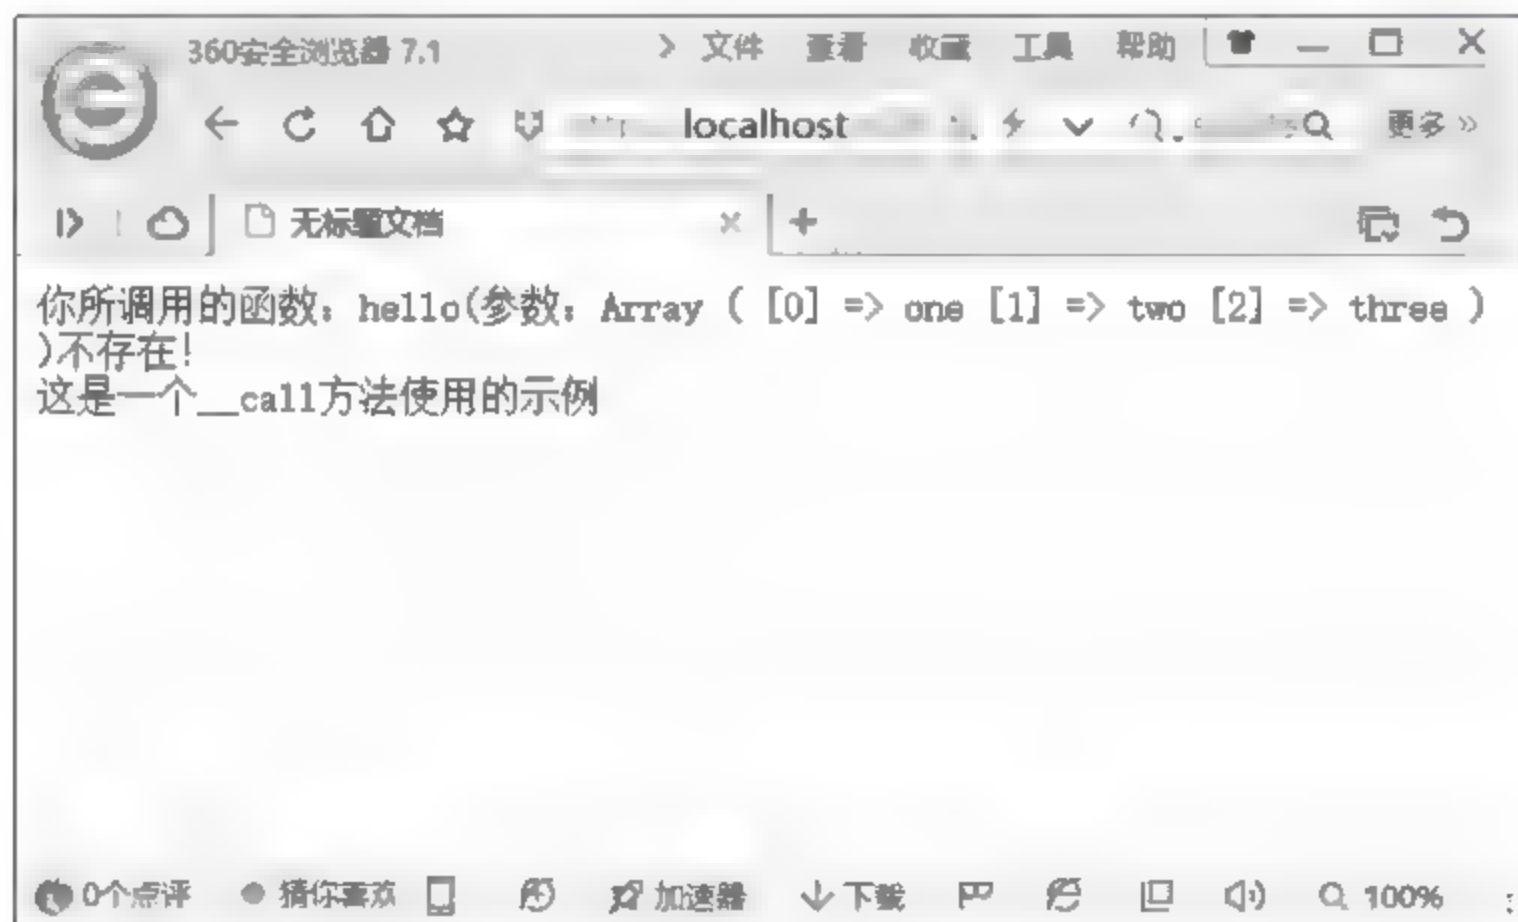 360安全浏览器 7.1 文件 查看 收藏 工具 帮助
localhost 更多 »
无标题文档
你所调用的函数: hello(参数: Array ( [0] => one [1] => two [2] => three )
)不存在!
这是一个__call方法使用的示例
0个点评 猜你喜欢 加速器 下载 100%